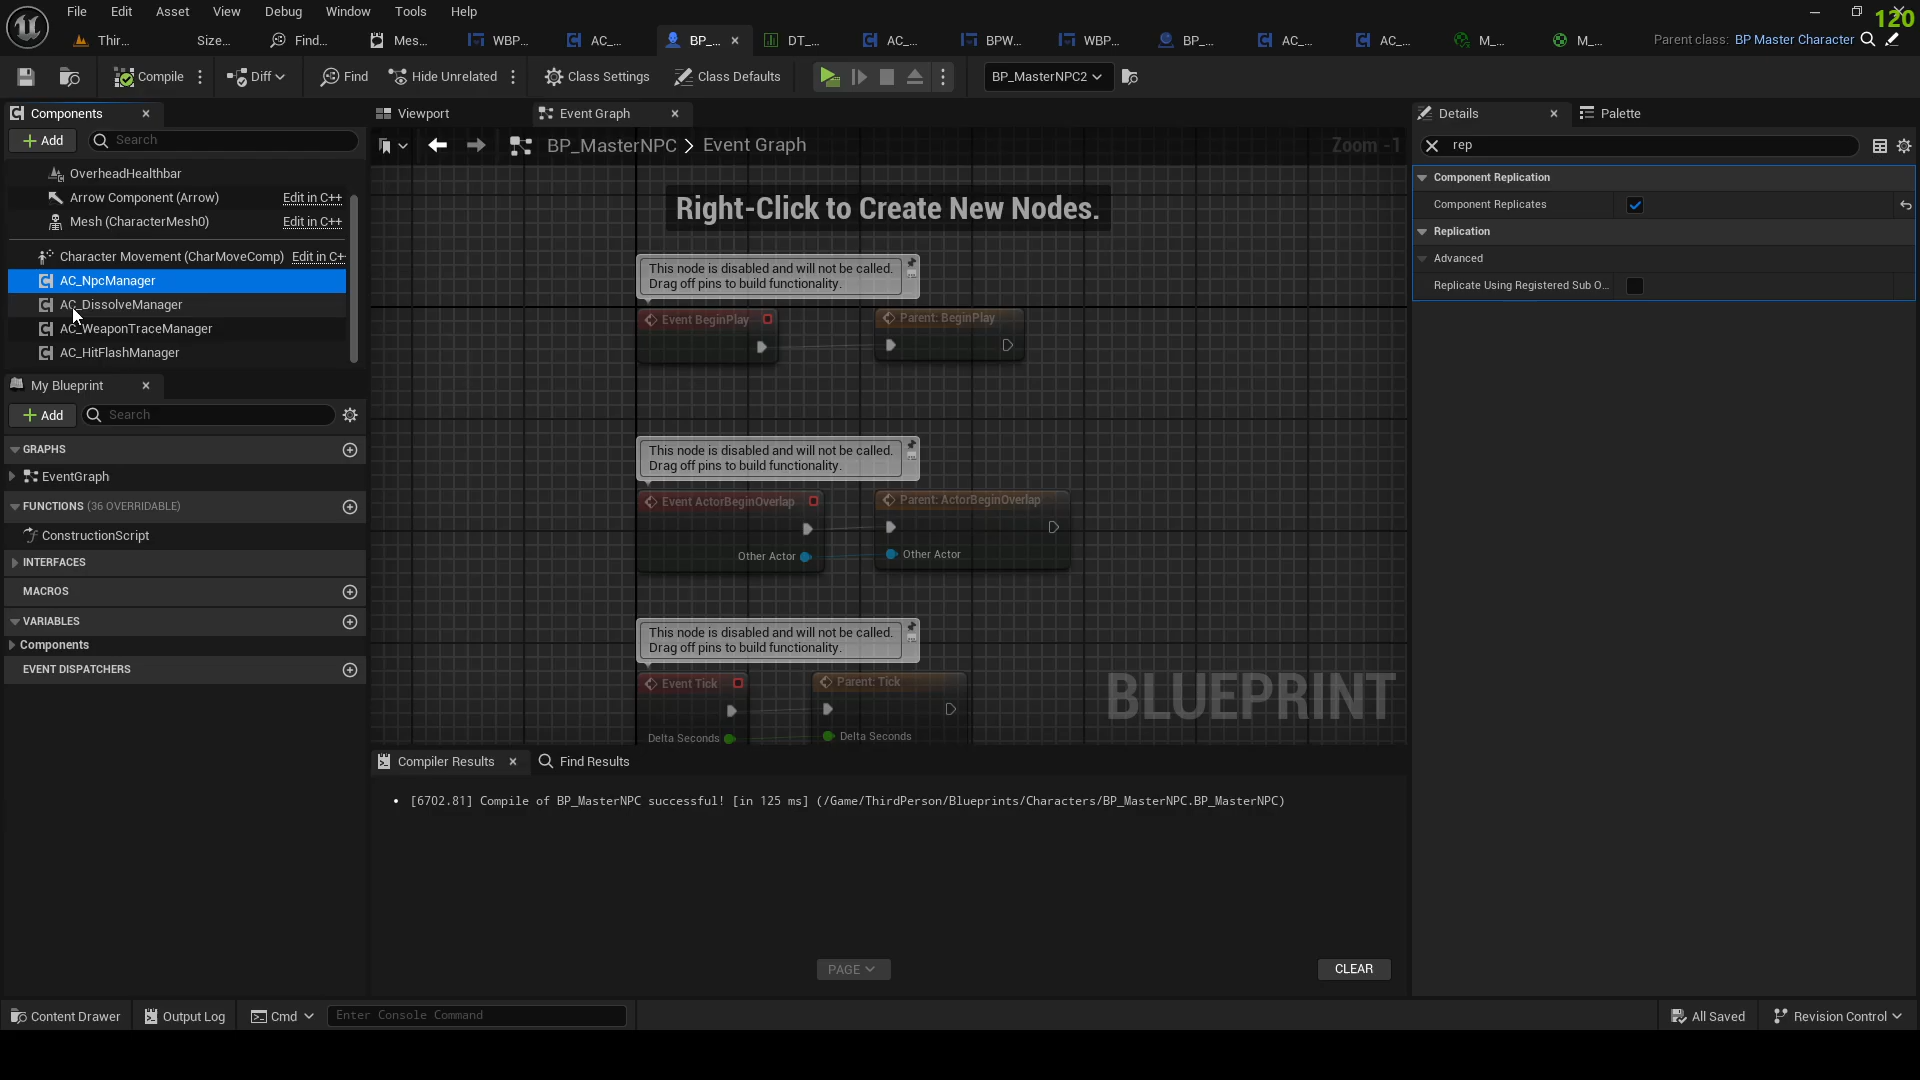 File Edit Asset View Debug Window Tools Help
120
Thir... Size... Find... Mes... WBP... AC_... BP_... DT_... AC_... BPW... WBP... BP_... AC_... AC_... M_... M_... Parent class: BP Master Character
Compile Diff Find Hide Unrelated Class Settings Class Defaults BP_MasterNPC2
Components
Add Search
OverheadHealthbar
Arrow Component (Arrow) Edit in C++
Mesh (CharacterMesh0) Edit in C++
Character Movement (CharMoveComp) Edit in C+
AC_NpcManager
AC_DissolveManager
AC_WeaponTraceManager
AC_HitFlashManager
My Blueprint
Add Search
GRAPHS
EventGraph
FUNCTIONS (36 OVERRIDABLE)
ConstructionScript
INTERFACES
MACROS
VARIABLES
Components
EVENT DISPATCHERS
Viewport Event Graph
BP_MasterNPC > Event Graph Zoom -1
Right-Click to Create New Nodes.
This node is disabled and will not be called.
Drag off pins to build functionality.
Event BeginPlay Parent: BeginPlay
This node is disabled and will not be called.
Drag off pins to build functionality.
Event ActorBeginOverlap Parent: ActorBeginOverlap
Other Actor Other Actor
This node is disabled and will not be called.
Drag off pins to build functionality.
Event Tick Parent: Tick
Delta Seconds Delta Seconds
BLUEPRINT
Compiler Results Find Results
[6702.81] Compile of BP_MasterNPC successful! [in 125 ms] (/Game/ThirdPerson/Blueprints/Characters/BP_MasterNPC.BP_MasterNPC)
PAGE CLEAR
Details Palette
rep
Component Replication
Component Replicates
Replication
Advanced
Replicate Using Registered Sub O...
Content Drawer Output Log Cmd Enter Console Command All Saved Revision Control